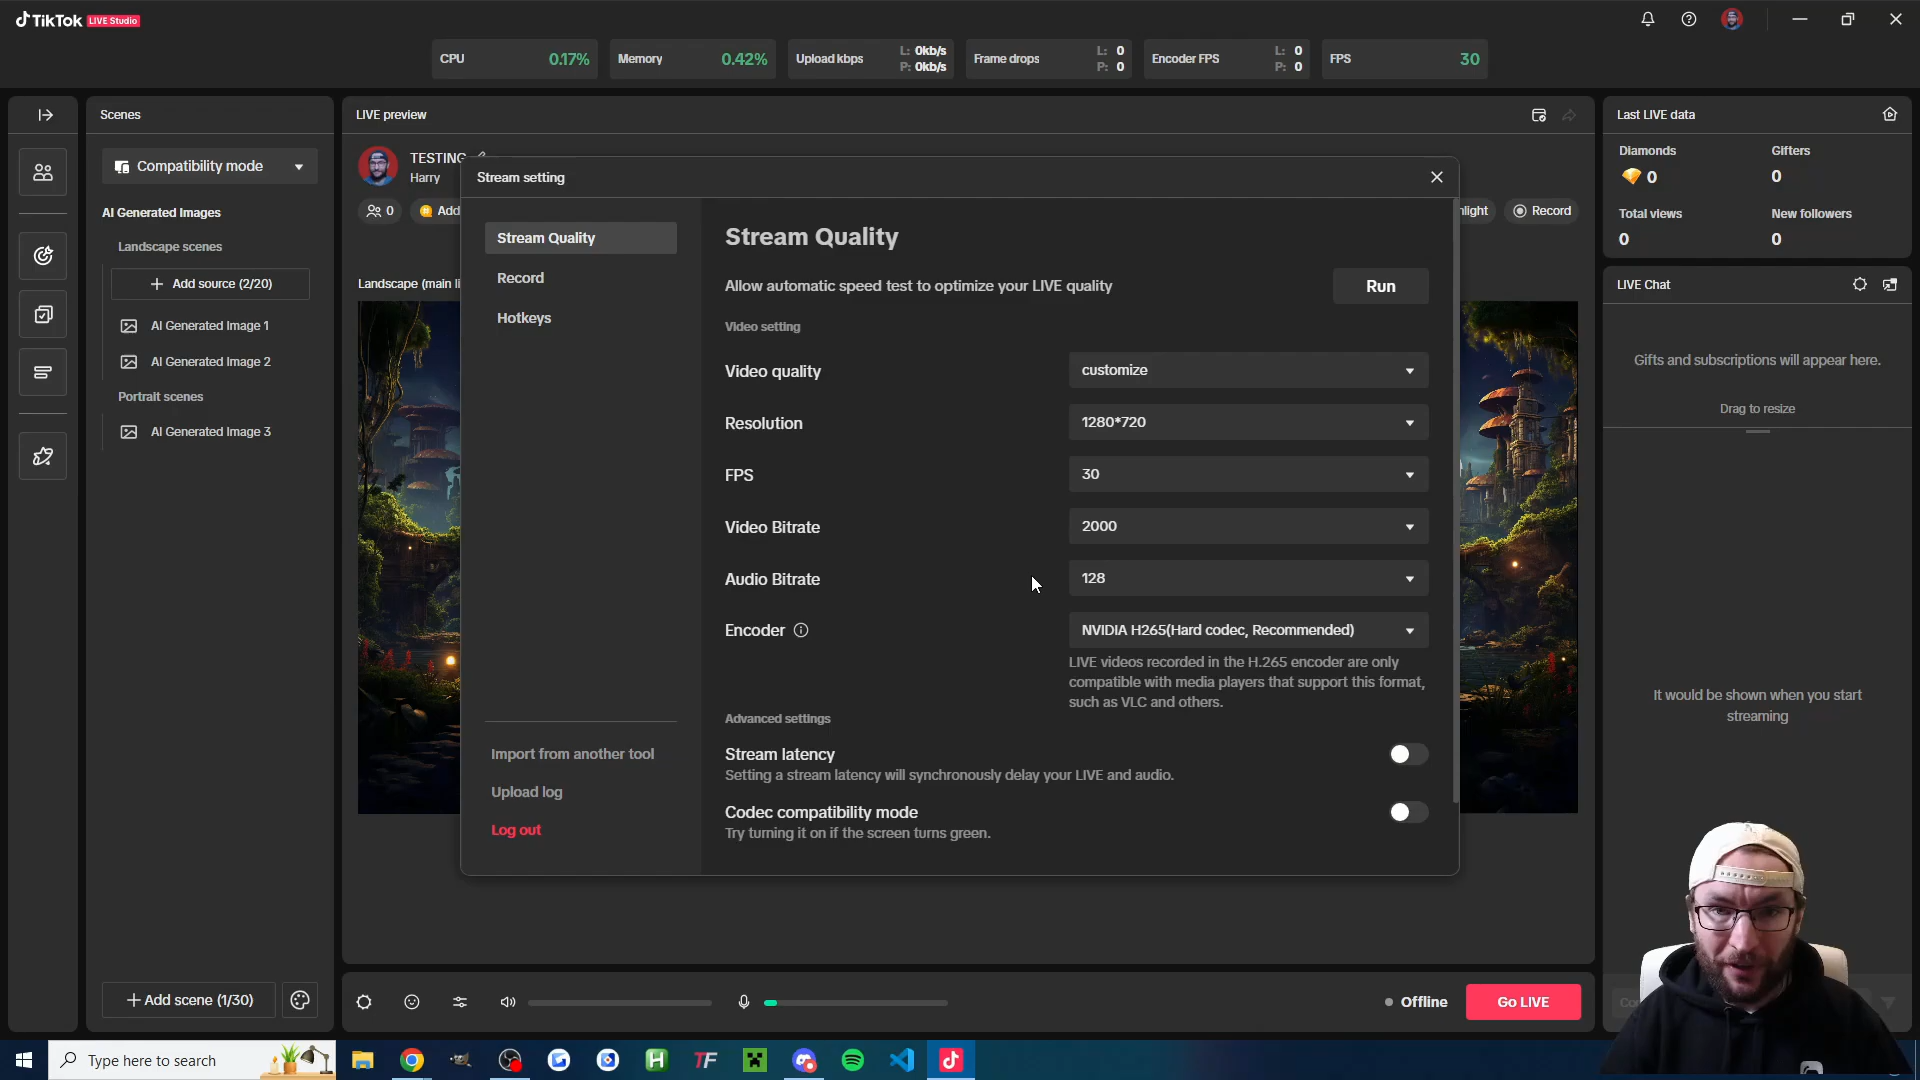 TikTok LIVE Studio
CPU 0.17%
Memory 0.42%
Upload kbps L: 0kb/s P: 0kb/s
Frame drops L: 0 P: 0
Encoder FPS L: 0 P: 0
FPS 30
Scenes
Compatibility mode
AI Generated Images
Landscape scenes
+ Add source (2/20)
AI Generated Image 1
AI Generated Image 2
Portrait scenes
AI Generated Image 3
+ Add scene (1/30)
LIVE preview
TESTING
Harry
0
Add
Record
Landscape (main li
Stream setting
Stream Quality
Record
Hotkeys
Import from another tool
Upload log
Log out
Stream Quality
Allow automatic speed test to optimize your LIVE quality
Run
Video setting
Video quality customize
Resolution 1280*720
FPS 30
Video Bitrate 2000
Audio Bitrate 128
Encoder NVIDIA H265(Hard codec, Recommended)
LIVE videos recorded in the H.265 encoder are only
compatible with media players that support this format,
such as VLC and others.
Advanced settings
Stream latency
Setting a stream latency will synchronously delay your LIVE and audio.
Codec compatibility mode
Try turning it on if the screen turns green.
Offline
Go LIVE
Last LIVE data
Diamonds Gifters
0 0
Total views New followers
0 0
LIVE Chat
Gifts and subscriptions will appear here.
Drag to resize
It would be shown when you start
streaming
Type here to search